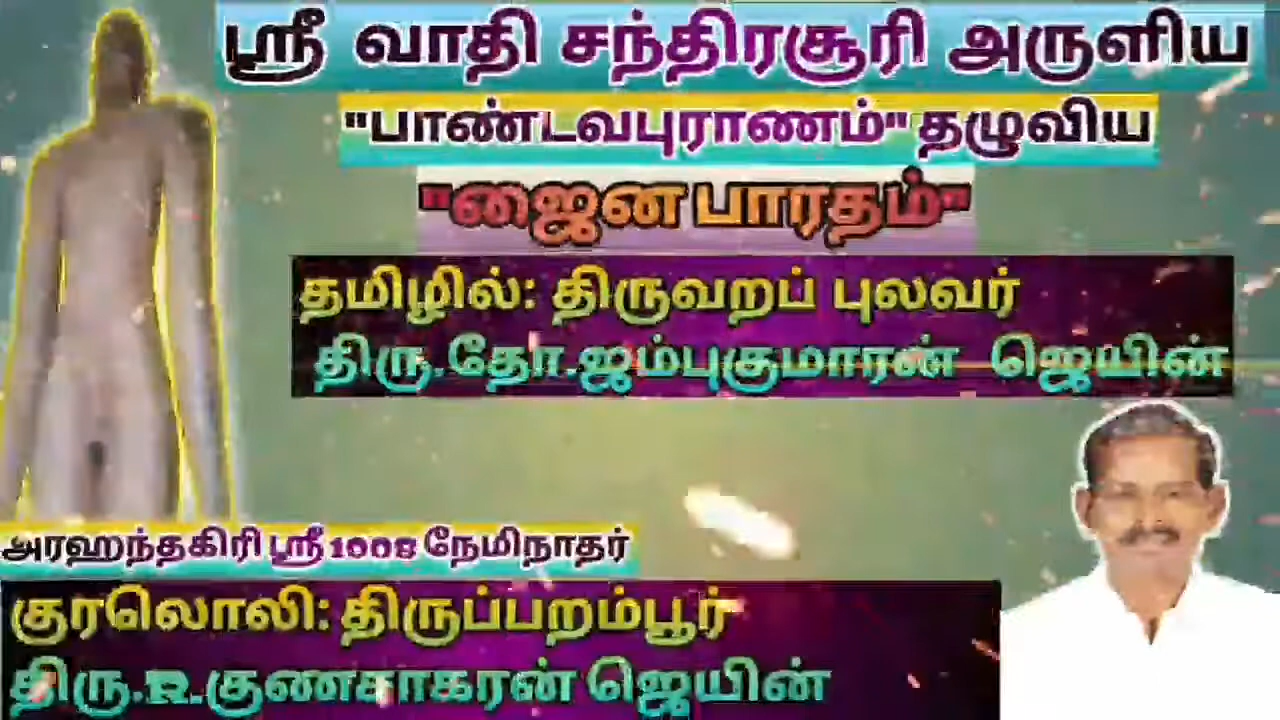 ஸ்ரீ வாதி சந்திரசூரி அருளிய
"பாண்டவபுராணம்" தழுவிய
"ஜைன பாரதம்"
தமிழில்: திருவறப் புலவர்
திரு.தோ.ஜம்புகுமாரன் ஜெயின்
அரஹந்தகிரி ஸ்ரீ 1008 நேமிநாதர்
குரலொலி: திருப்பறம்பூர்
திரு.R.குணசாகரன் ஜெயின்